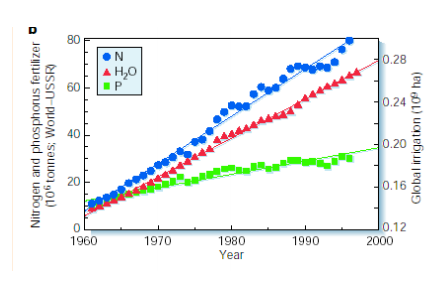 b
Nitrogen and phosphorus fertilizer
(10⁶ tonnes; World–USSR)
80
60
40
20
0
N
H₂O
P
0.28
0.24
0.20
0.16
0.12
Global irrigation (10⁹ ha)
1960
1970
1980
1990
2000
Year